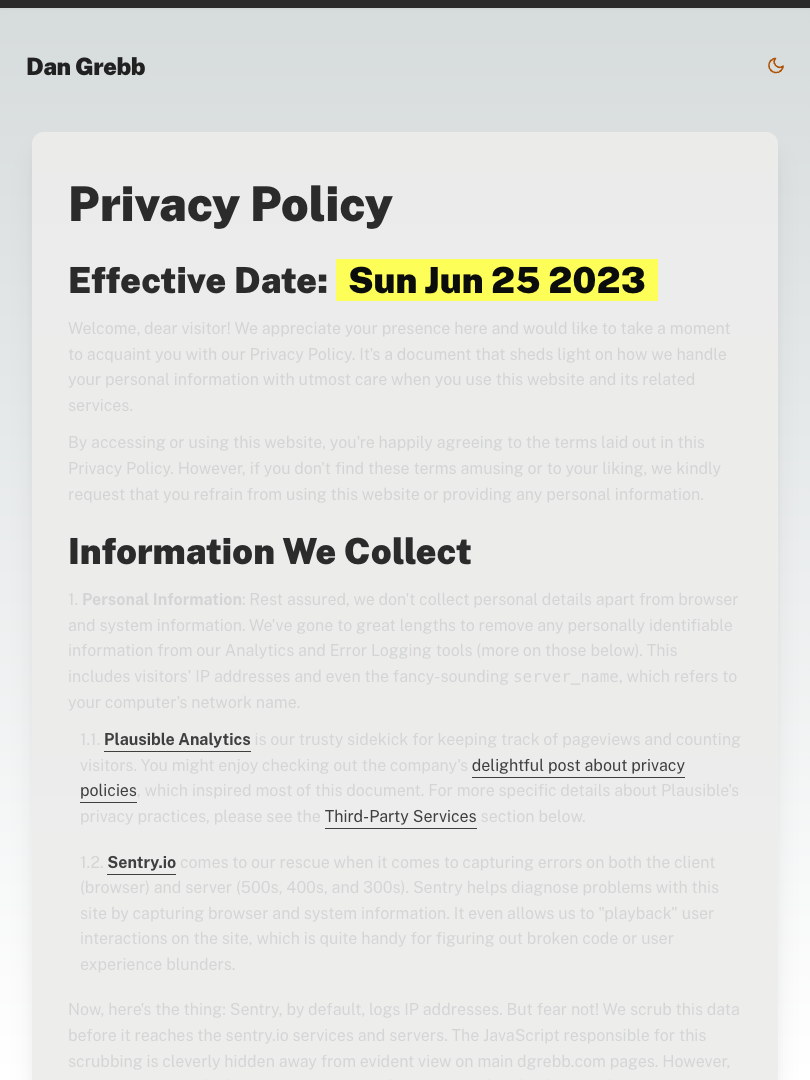 Dan Grebb
Privacy Policy
Effective Date: Sun Jun 25 2023
Welcome, dear visitor! We appreciate your presence here and would like to take a moment
to acquaint you with our Privacy Policy. It's a document that sheds light on how we handle
your personal information with utmost care when you use this website and its related
services.
By accessing or using this website, you're happily agreeing to the terms laid out in this
Privacy Policy. However, if you don't find these terms amusing or to your liking, we kindly
request that you refrain from using this website or providing any personal information.
Information We Collect
1. Personal Information: Rest assured, we don't collect personal details apart from browser
and system information. We've gone to great lengths to remove any personally identifiable
information from our Analytics and Error Logging tools (more on those below). This
includes visitors' IP addresses and even the fancy-sounding server_name, which refers to
your computer's network name.
1.1. Plausible Analytics is our trusty sidekick for keeping track of pageviews and counting
visitors. You might enjoy checking out the company's delightful post about privacy
policies, which inspired most of this document. For more specific details about Plausible's
privacy practices, please see the Third-Party Services section below.
1.2. Sentry.io comes to our rescue when it comes to capturing errors on both the client
(browser) and server (500s, 400s, and 300s). Sentry helps diagnose problems with this
site by capturing browser and system information. It even allows us to "playback" user
interactions on the site, which is quite handy for figuring out broken code or user
experience blunders.
Now, here's the thing: Sentry, by default, logs IP addresses. But fear not! We scrub this data
before it reaches the sentry.io services and servers. The JavaScript responsible for this
scrubbing is cleverly hidden away from evident view on main dgrebb.com pages. However,